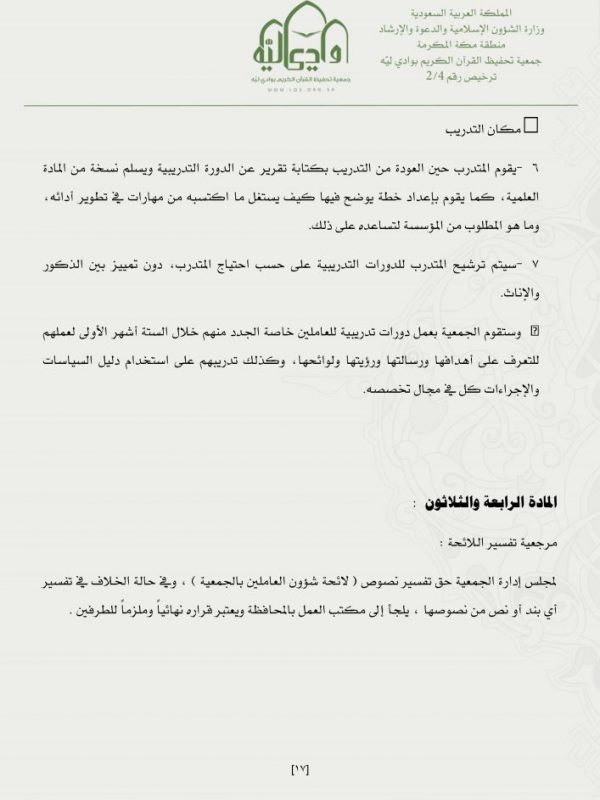 المملكة العربية السعودية
وزارة الشؤون الإسلامية والدعوة والإرشاد
منطقة مكة المكرمة
جمعية تحفيظ القرآن الكريم بوادي ليّه
ترخيص رقم 2/4
وادي ليّه
جمعية تحفيظ القرآن الكريم بوادي ليّه
WWW.IQS.ORG.SA
□ مكان التدريب
٦ -يقوم المتدرب حين العودة من التدريب بكتابة تقرير عن الدورة التدريبية ويسلم نسخة من المادة
العلمية، كما يقوم بإعداد خطة يوضح فيها كيف يستغل ما اكتسبه من مهارات في تطوير أدائه،
وما هو المطلوب من المؤسسة لتساعده على ذلك.
٧ -سيتم ترشيح المتدرب للدورات التدريبية على حسب احتياج المتدرب، دون تمييز بين الذكور
والإناث.
وستقوم الجمعية بعمل دورات تدريبية للعاملين خاصة الجدد منهم خلال الستة أشهر الأولى لعملهم
للتعرف على أهدافها ورسالتها ورؤيتها ولوائحها، وكذلك تدريبهم على استخدام دليل السياسات
والإجراءات كل في مجال تخصصه.
المادة الرابعة والثلاثون :
مرجعية تفسير اللائحة :
لمجلس إدارة الجمعية حق تفسير نصوص ( لائحة شؤون العاملين بالجمعية ) ، وفي حالة الخلاف في تفسير
أي بند أو نص من نصوصها ، يلجأ إلى مكتب العمل بالمحافظة ويعتبر قراره نهائياً وملزماً للطرفين .
[١٧]